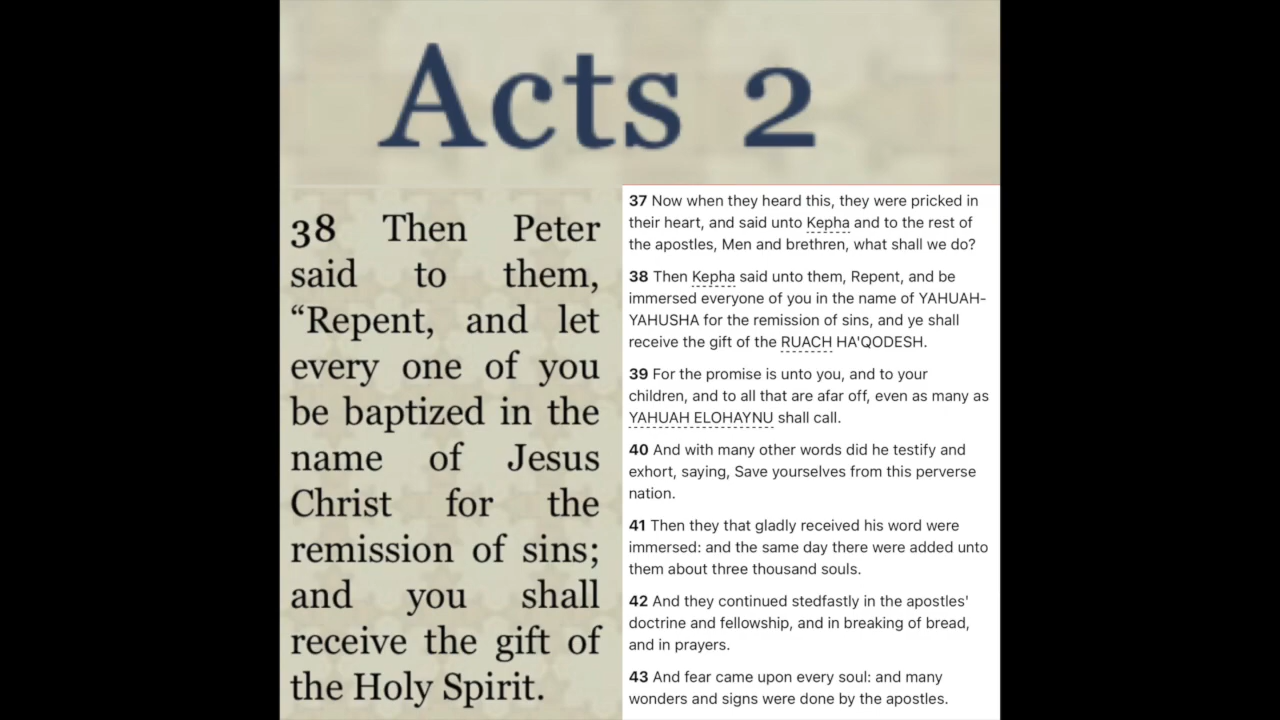 Acts 2
38 Then Peter
said to them,
“Repent, and let
every one of you
be baptized in the
name of Jesus
Christ for the
remission of sins;
and you shall
receive the gift of
the Holy Spirit.
37 Now when they heard this, they were pricked in
their heart, and said unto Kepha and to the rest of
the apostles, Men and brethren, what shall we do?
38 Then Kepha said unto them, Repent, and be
immersed everyone of you in the name of YAHUAH-
YAHUSHA for the remission of sins, and ye shall
receive the gift of the RUACH HA'QODESH.
39 For the promise is unto you, and to your
children, and to all that are afar off, even as many as
YAHUAH ELOHAYNU shall call.
40 And with many other words did he testify and
exhort, saying, Save yourselves from this perverse
nation.
41 Then they that gladly received his word were
immersed: and the same day there were added unto
them about three thousand souls.
42 And they continued stedfastly in the apostles'
doctrine and fellowship, and in breaking of bread,
and in prayers.
43 And fear came upon every soul: and many
wonders and signs were done by the apostles.